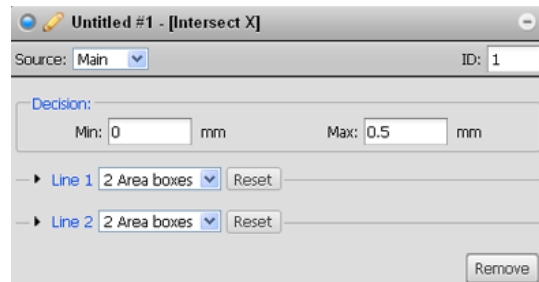 Untitled #1 - [Intersect X]
Source: Main ID: 1
Decision:
Min: 0 mm Max: 0.5 mm
Line 1 2 Area boxes Reset
Line 2 2 Area boxes Reset
Remove